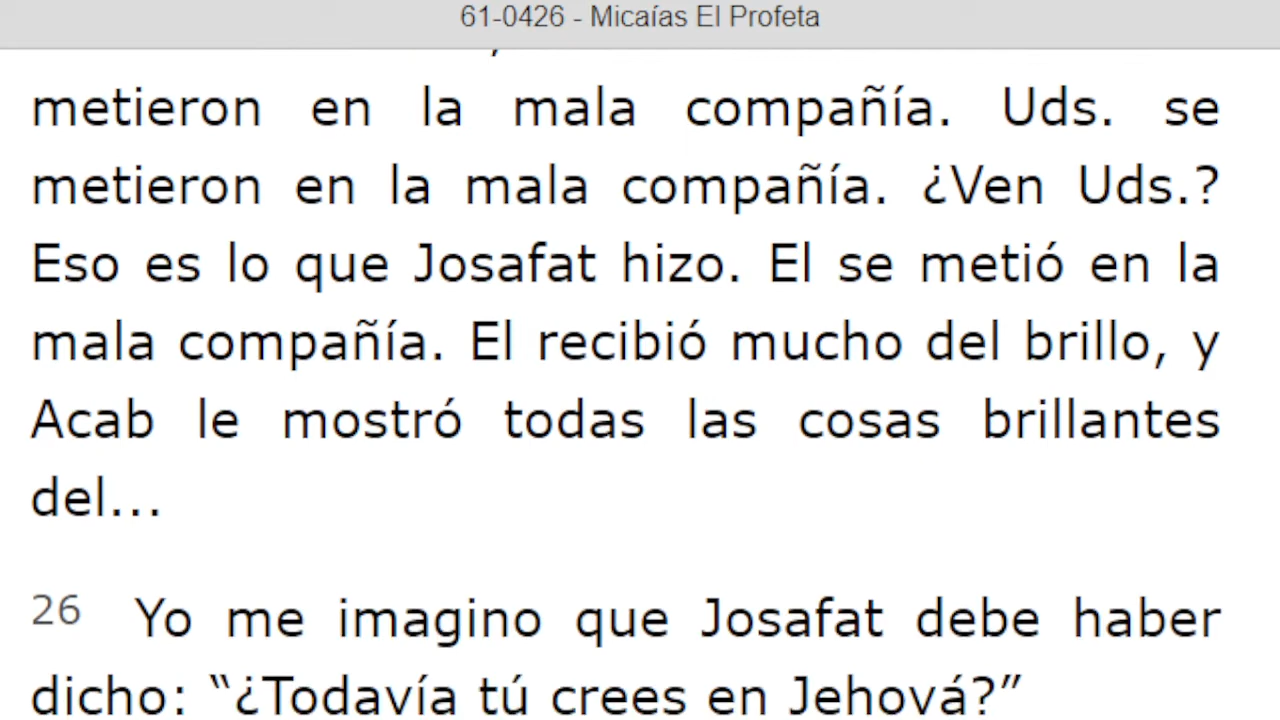 61-0426 - Micaías El Profeta
metieron en la mala compañía. Uds. se
metieron en la mala compañía. ¿Ven Uds.?
Eso es lo que Josafat hizo. El se metió en la
mala compañía. El recibió mucho del brillo, y
Acab le mostró todas las cosas brillantes
del...
26 Yo me imagino que Josafat debe haber
dicho: “¿Todavía tú crees en Jehová?”